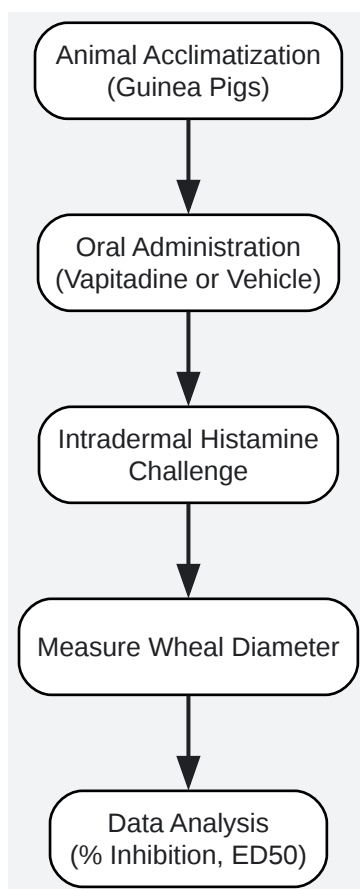 Animal Acclimatization
(Guinea Pigs)
Oral Administration
(Vapitadine or Vehicle)
Intradermal Histamine
Challenge
Measure Wheal Diameter
Data Analysis
(% Inhibition, ED50)